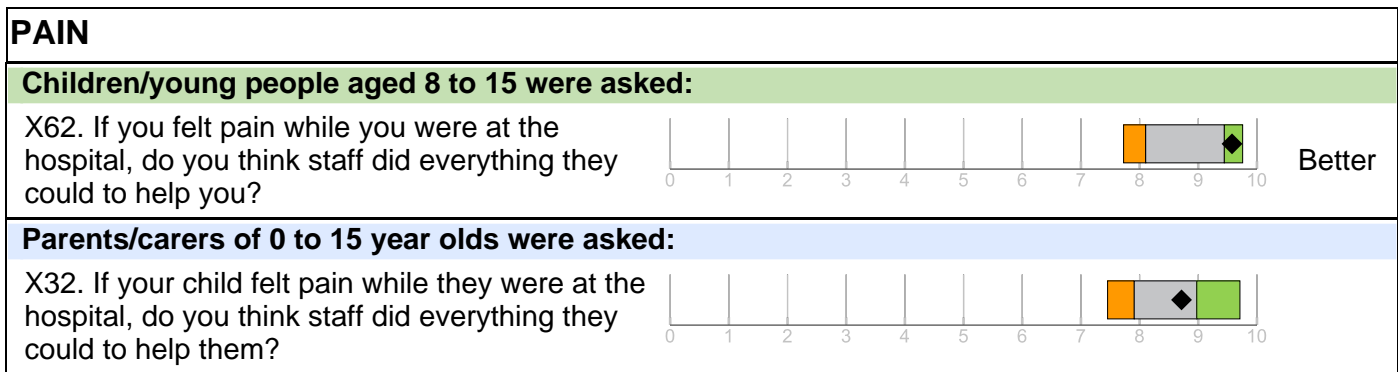 PAIN
Children/young people aged 8 to 15 were asked:
X62. If you felt pain while you were at the
hospital, do you think staff did everything they
could to help you?
0 1 2 3 4 5 6 7 8 9 10
Better
Parents/carers of 0 to 15 year olds were asked:
X32. If your child felt pain while they were at the
hospital, do you think staff did everything they
could to help them?
0 1 2 3 4 5 6 7 8 9 10